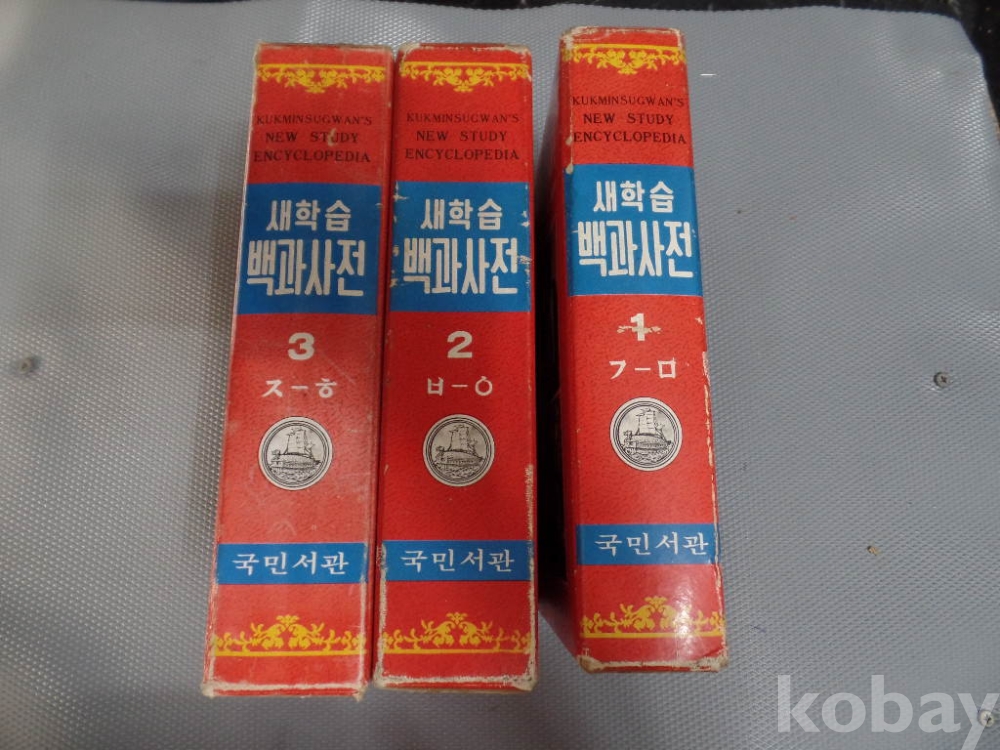 KUKMINSUGWAN'S
NEW STUDY
ENCYCLOPEDIA
새학습
백과사전
3
ㅈ-ㅎ
국민서관
KUKMINSUGWAN'S
NEW STUDY
ENCYCLOPEDIA
새학습
백과사전
2
ㅂ-ㅇ
국민서관
KUKMINSUGWAN'S
NEW STUDY
ENCYCLOPEDIA
새학습
백과사전
1
ㄱ-ㅁ
국민서관
kobay